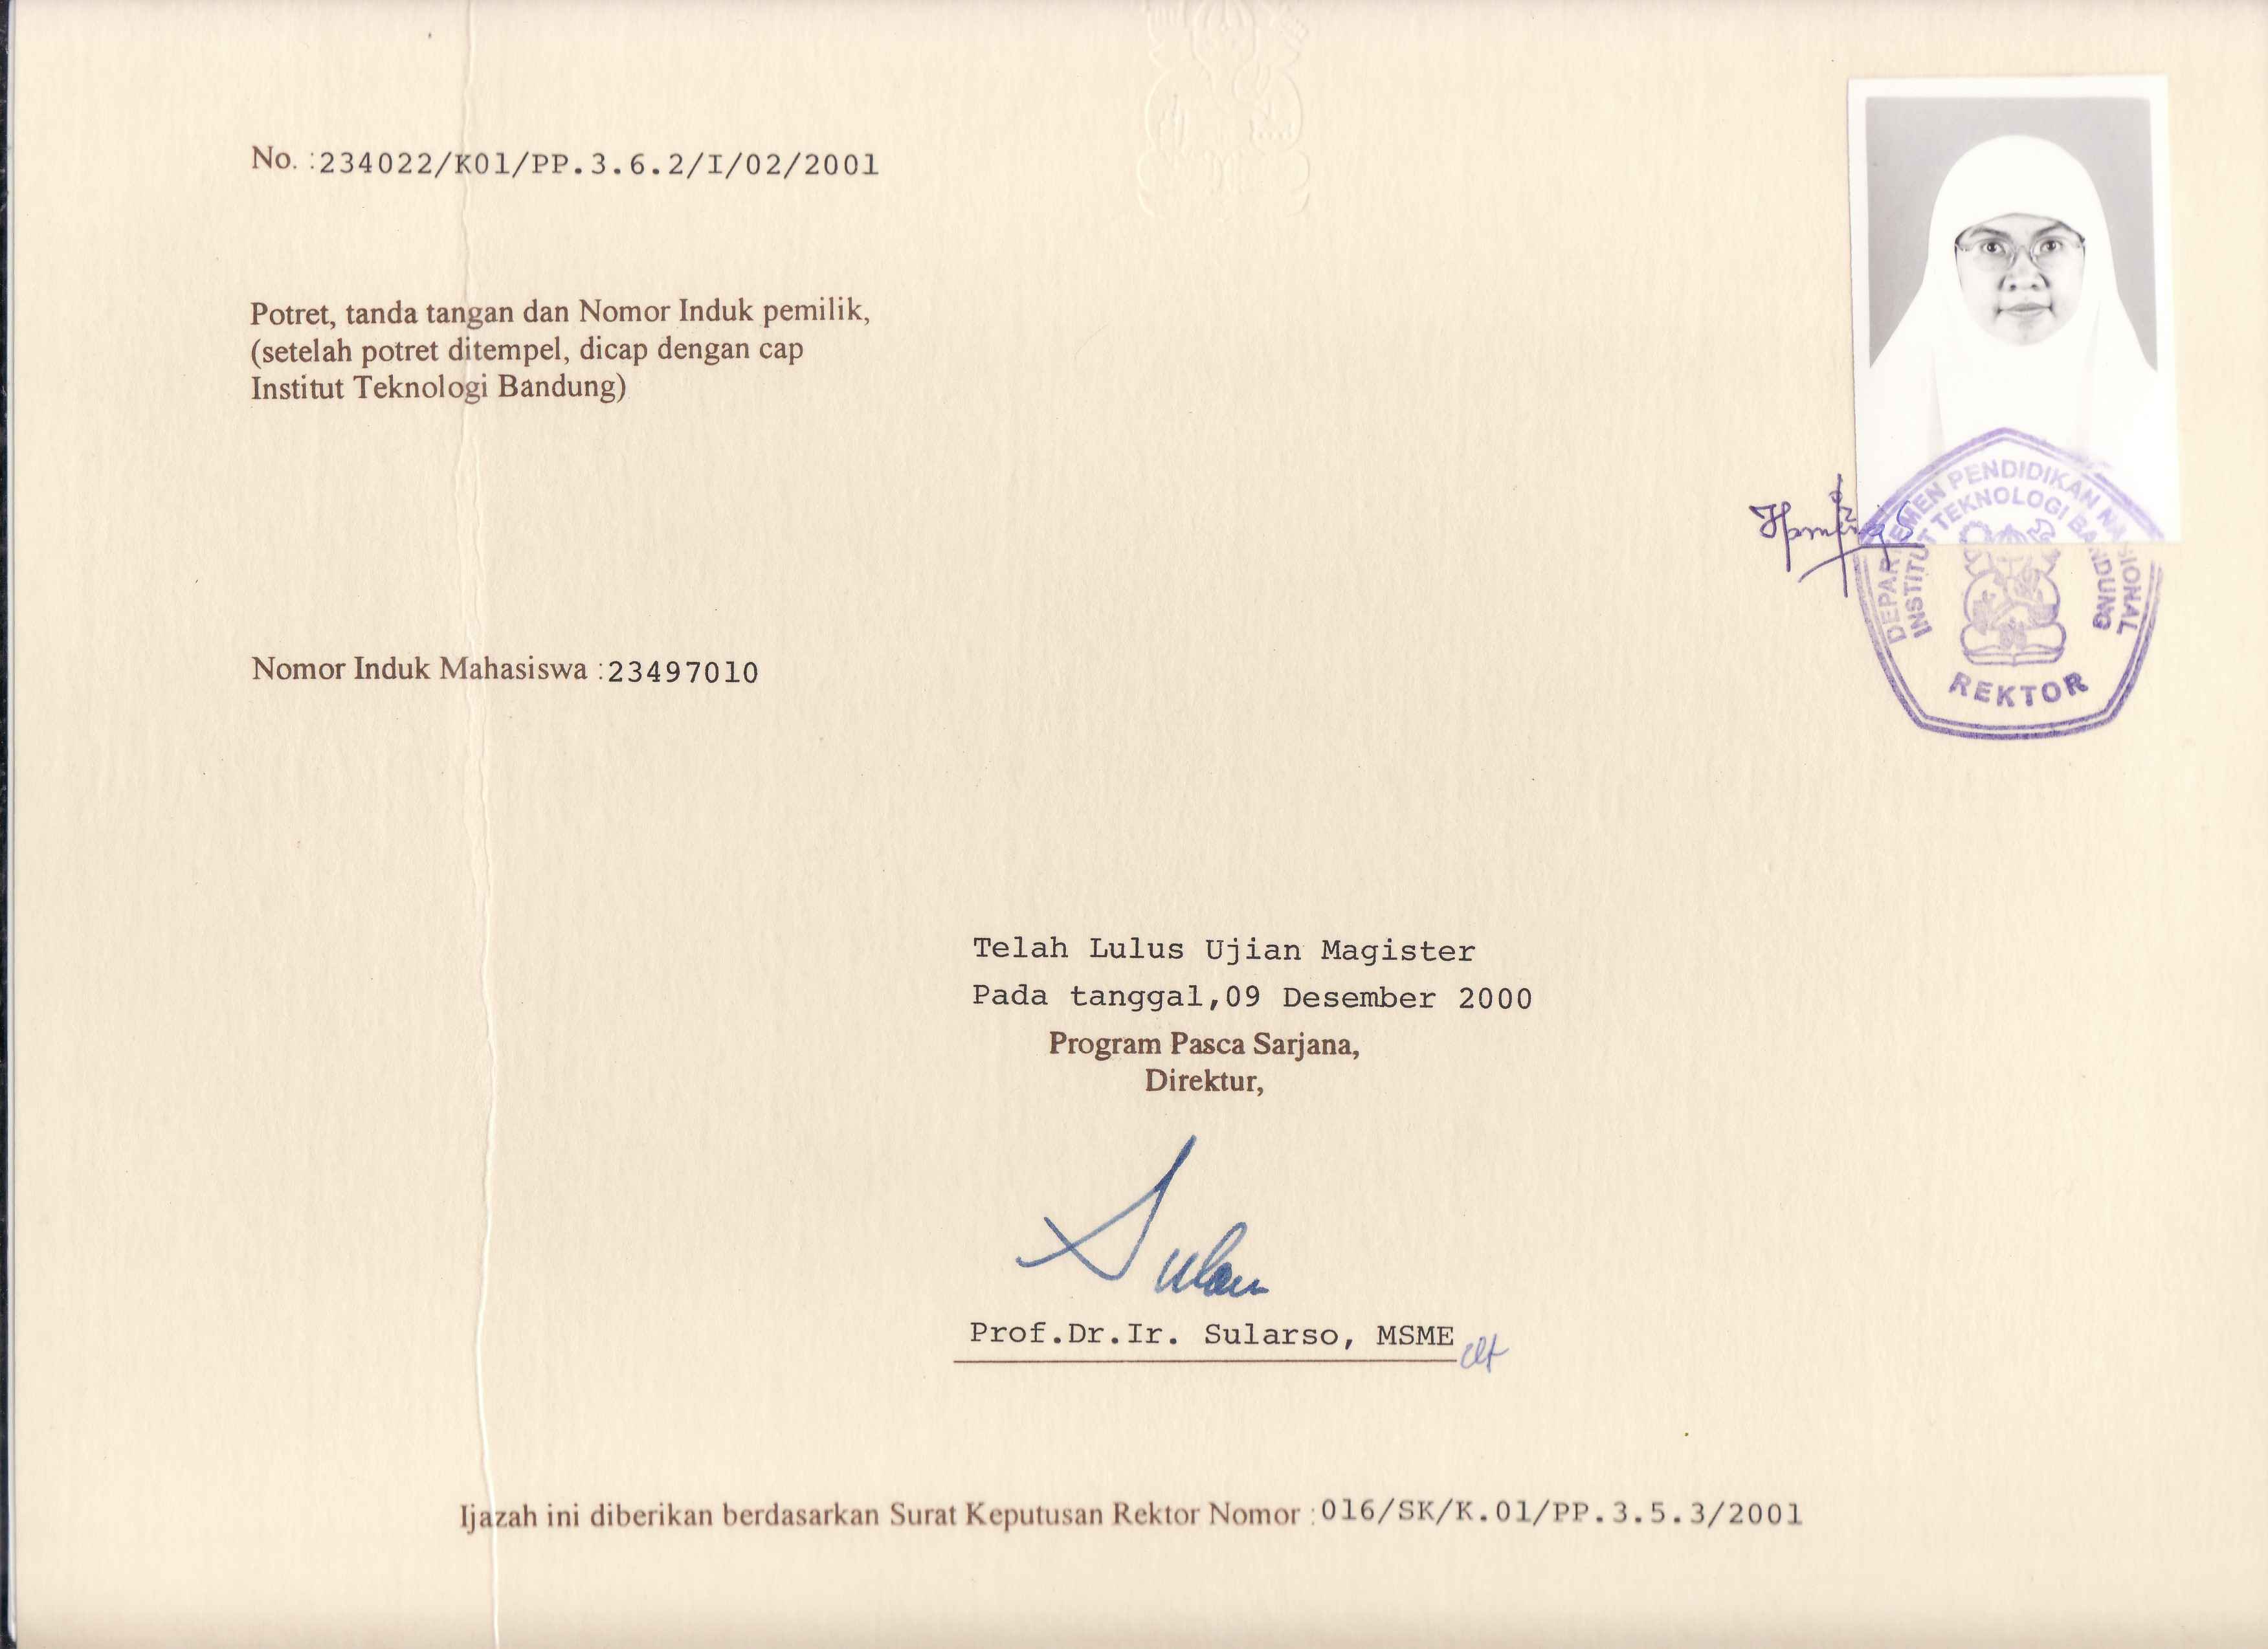 No. :234022/K01/PP.3.6.2/I/02/2001
Potret, tanda tangan dan Nomor Induk pemilik,
(setelah potret ditempel, dicap dengan cap
Institut Teknologi Bandung)
DEPARTEMEN PENDIDIKAN NASIONAL
INSTITUT TEKNOLOGI BANDUNG
REKTOR
Nomor Induk Mahasiswa :23497010
Telah Lulus Ujian Magister
Pada tanggal,09 Desember 2000
Program Pasca Sarjana,
Direktur,
Prof.Dr.Ir. Sularso, MSME
Ijazah ini diberikan berdasarkan Surat Keputusan Rektor Nomor :016/SK/K.01/PP.3.5.3/2001